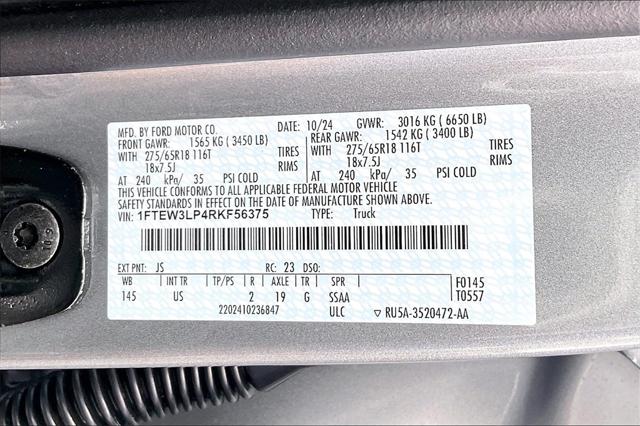 MFD. BY FORD MOTOR CO. DATE: 10/24 GVWR: 3016 KG ( 6650 LB)
FRONT GAWR: 1565 KG ( 3450 LB) REAR GAWR: 1542 KG ( 3400 LB)
WITH 275/65R18 116T TIRES WITH 275/65R18 116T TIRES
18x7.5J RIMS 18x7.5J RIMS
AT 240 kPa/ 35 PSI COLD AT 240 kPa/ 35 PSI COLD
THIS VEHICLE CONFORMS TO ALL APPLICABLE FEDERAL MOTOR VEHICLE
SAFETY STANDARDS IN EFFECT ON THE DATE OF MANUFACTURE SHOWN ABOVE.
VIN: 1FTEW3LP4RKF56375 TYPE: Truck
EXT PNT: JS RC: 23 DSO:
WB INT TR TP/PS R AXLE TR SPR F0145
145 US 2 19 G SSAA T0557
2202410236847 ULC ▽ RU5A-3520472-AA
10.9